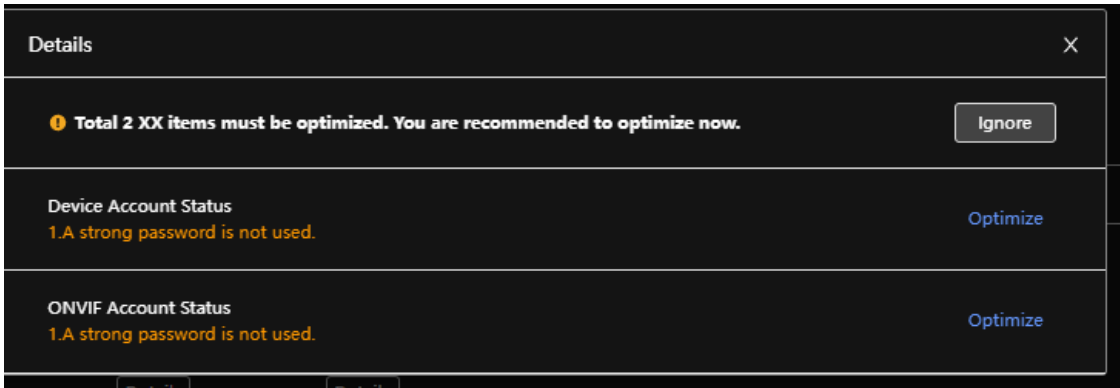 Details
X
Total 2 XX items must be optimized. You are recommended to optimize now.
Ignore
Device Account Status
1.A strong password is not used.
Optimize
ONVIF Account Status
1.A strong password is not used.
Optimize